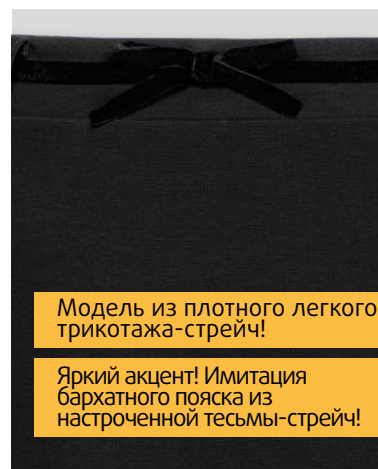 Модель из плотного легкого
трикотажа-стрейч!
Яркий акцент! Имитация
бархатного пояска из
настроченной тесьмы-стрейч!